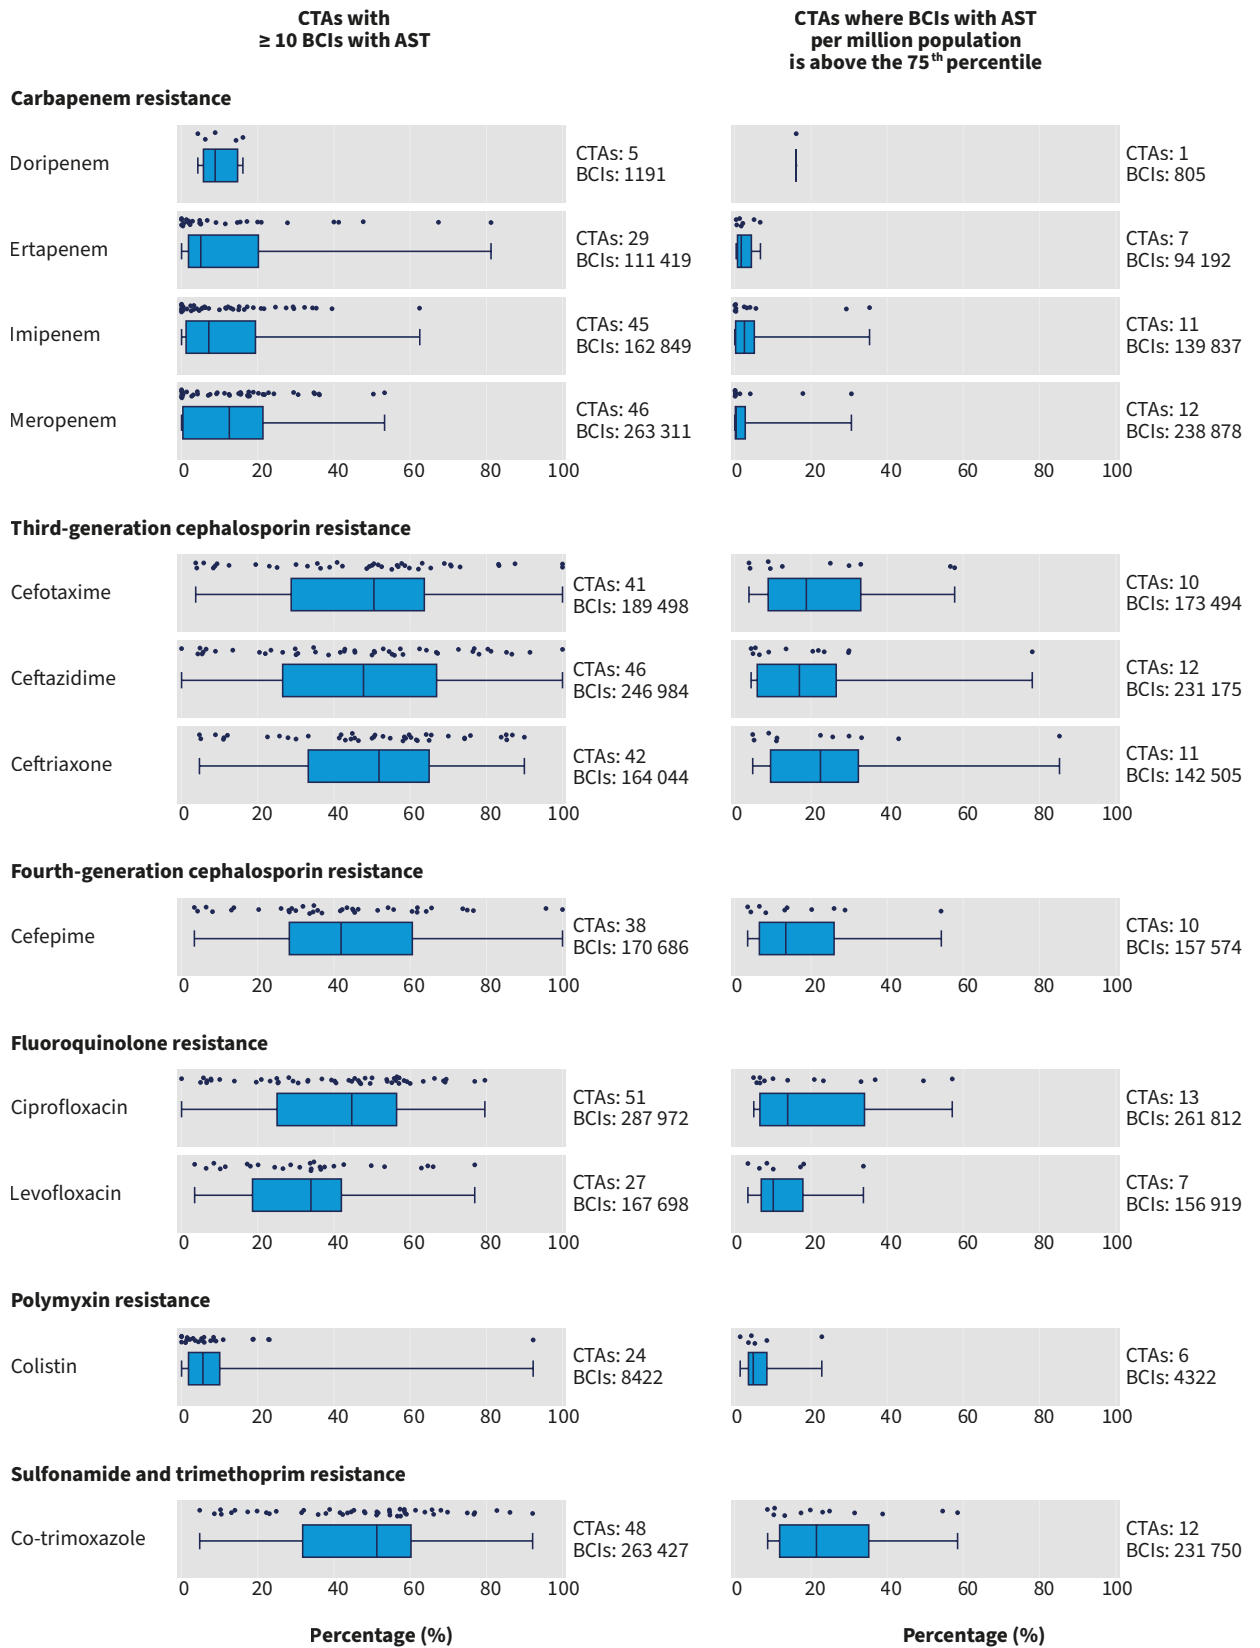 CTAs with
≥ 10 BCIs with AST
CTAs where BCIs with AST
per million population
is above the 75th percentile
Carbapenem resistance
Doripenem
CTAs: 5
BCIs: 1191
CTAs: 1
BCIs: 805
Ertapenem
CTAs: 29
BCIs: 111 419
CTAs: 7
BCIs: 94 192
Imipenem
CTAs: 45
BCIs: 162 849
CTAs: 11
BCIs: 139 837
Meropenem
CTAs: 46
BCIs: 263 311
CTAs: 12
BCIs: 238 878
0 20 40 60 80 100
0 20 40 60 80 100
Third-generation cephalosporin resistance
Cefotaxime
CTAs: 41
BCIs: 189 498
CTAs: 10
BCIs: 173 494
Ceftazidime
CTAs: 46
BCIs: 246 984
CTAs: 12
BCIs: 231 175
Ceftriaxone
CTAs: 42
BCIs: 164 044
CTAs: 11
BCIs: 142 505
0 20 40 60 80 100
0 20 40 60 80 100
Fourth-generation cephalosporin resistance
Cefepime
CTAs: 38
BCIs: 170 686
CTAs: 10
BCIs: 157 574
0 20 40 60 80 100
0 20 40 60 80 100
Fluoroquinolone resistance
Ciprofloxacin
CTAs: 51
BCIs: 287 972
CTAs: 13
BCIs: 261 812
Levofloxacin
CTAs: 27
BCIs: 167 698
CTAs: 7
BCIs: 156 919
0 20 40 60 80 100
0 20 40 60 80 100
Polymyxin resistance
Colistin
CTAs: 24
BCIs: 8422
CTAs: 6
BCIs: 4322
0 20 40 60 80 100
0 20 40 60 80 100
Sulfonamide and trimethoprim resistance
Co-trimoxazole
CTAs: 48
BCIs: 263 427
CTAs: 12
BCIs: 231 750
0 20 40 60 80 100
0 20 40 60 80 100
Percentage (%)
Percentage (%)